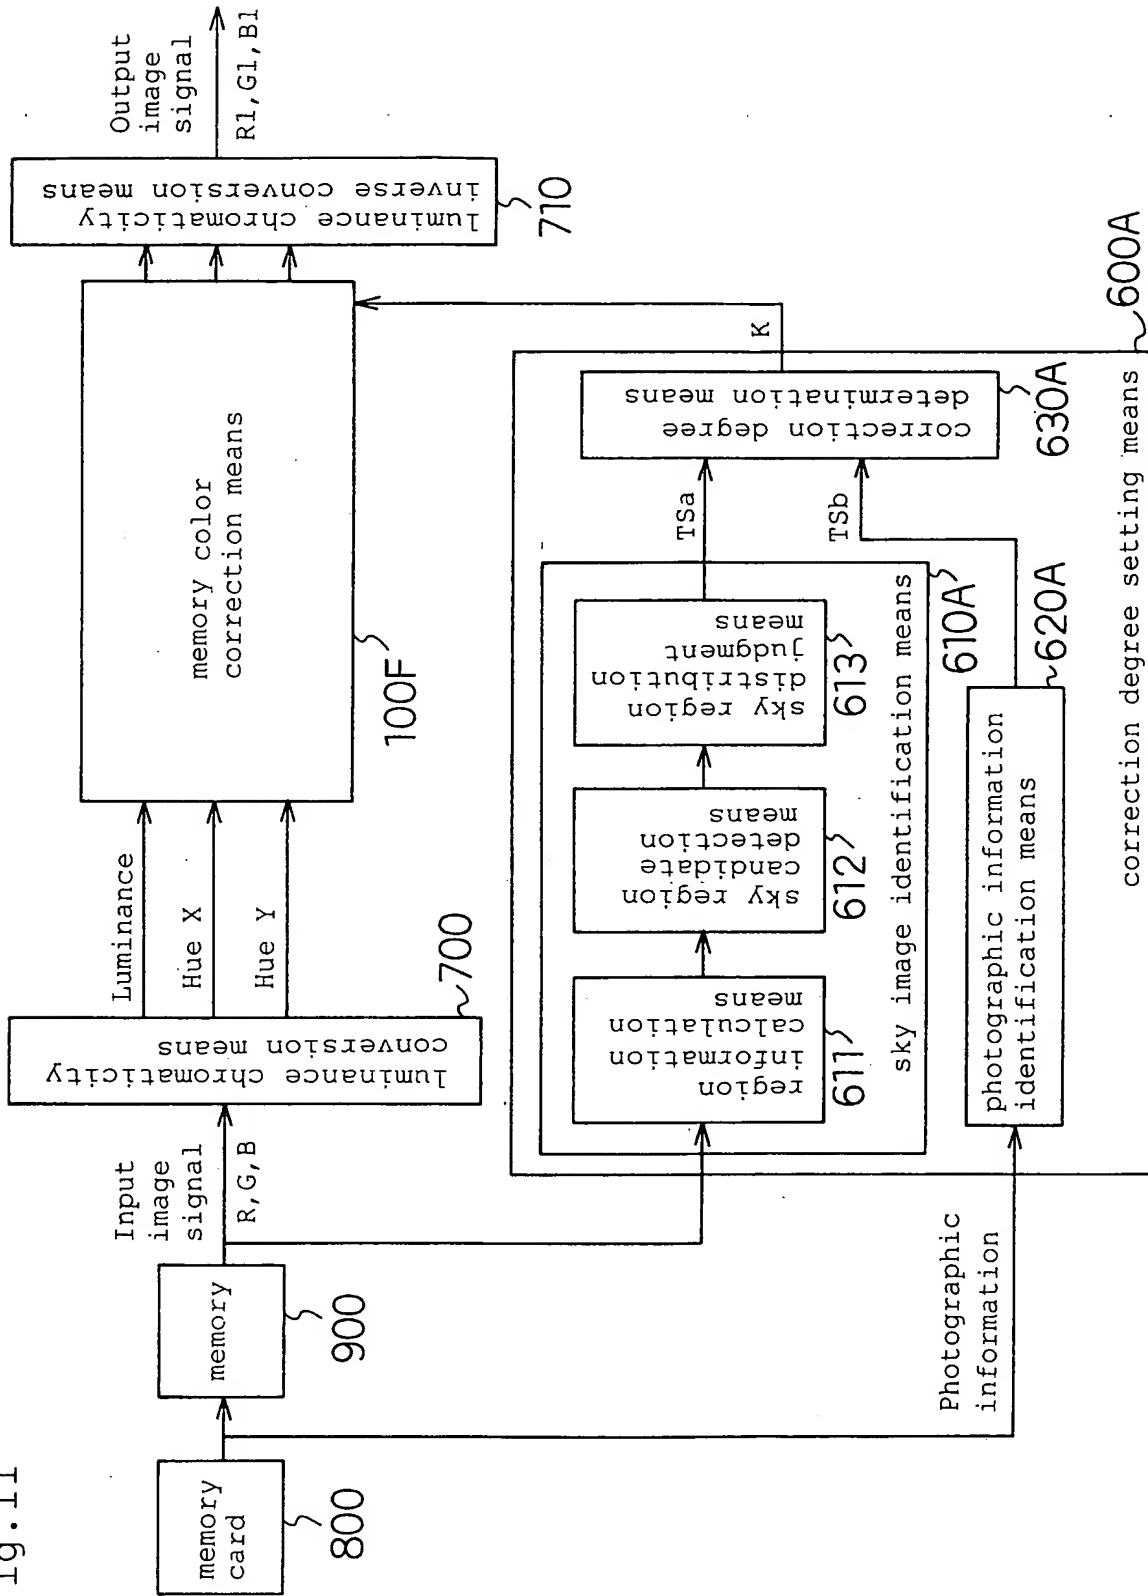 ig.11
memory
card
800
memory
900
Input
image
signal
R,G,B
luminance chromaticity
conversion means
700
Luminance
Hue X
Hue Y
memory color
correction means
100F
luminance chromaticity
inverse conversion means
710
Output
image
signal
R1,G1,B1
Photographic
information
region
information
calculation
means
611
sky region
candidate
detection
means
612
sky region
distribution
judgment
means
613
sky image identification means
610A
photographic information
identification means
620A
TSa
TSb
correction degree
determination means
630A
K
correction degree setting means
600A